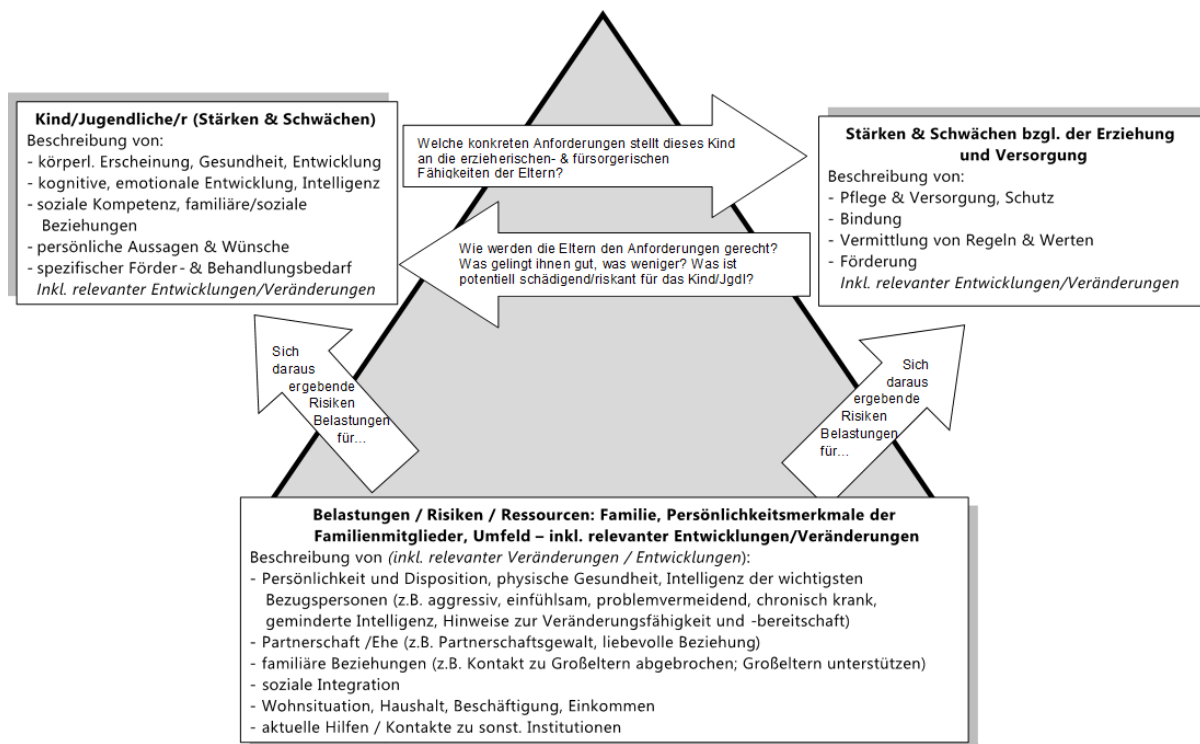 Kind/Jugendliche/r (Stärken & Schwächen)
Beschreibung von:
- körperl. Erscheinung, Gesundheit, Entwicklung
- kognitive, emotionale Entwicklung, Intelligenz
- soziale Kompetenz, familiäre/soziale
Beziehungen
- persönliche Aussagen & Wünsche
- spezifischer Förder- & Behandlungsbedarf
Inkl. relevanter Entwicklungen/Veränderungen
Welche konkreten Anforderungen stellt dieses Kind
an die erzieherischen- & fürsorgerischen
Fähigkeiten der Eltern?
Wie werden die Eltern den Anforderungen gerecht?
Was gelingt ihnen gut, was weniger? Was ist
potentiell schädigend/riskant für das Kind/Jgdl?
Stärken & Schwächen bzgl. der Erziehung
und Versorgung
Beschreibung von:
- Pflege & Versorgung, Schutz
- Bindung
- Vermittlung von Regeln & Werten
- Förderung
Inkl. relevanter Entwicklungen/Veränderungen
Sich
daraus
ergebende
Risiken
Belastungen
für...
Sich
daraus
ergebende
Risiken
Belastungen
für...
Belastungen / Risiken / Ressourcen: Familie, Persönlichkeitsmerkmale der
Familienmitglieder, Umfeld – inkl. relevanter Entwicklungen/Veränderungen
Beschreibung von (inkl. relevanter Veränderungen / Entwicklungen):
- Persönlichkeit und Disposition, physische Gesundheit, Intelligenz der wichtigsten
Bezugspersonen (z.B. aggressiv, einfühlsam, problemvermeidend, chronisch krank,
geminderte Intelligenz, Hinweise zur Veränderungsfähigkeit und -bereitschaft)
- Partnerschaft /Ehe (z.B. Partnerschaftsgewalt, liebevolle Beziehung)
- familiäre Beziehungen (z.B. Kontakt zu Großeltern abgebrochen; Großeltern unterstützen)
- soziale Integration
- Wohnsituation, Haushalt, Beschäftigung, Einkommen
- aktuelle Hilfen / Kontakte zu sonst. Institutionen